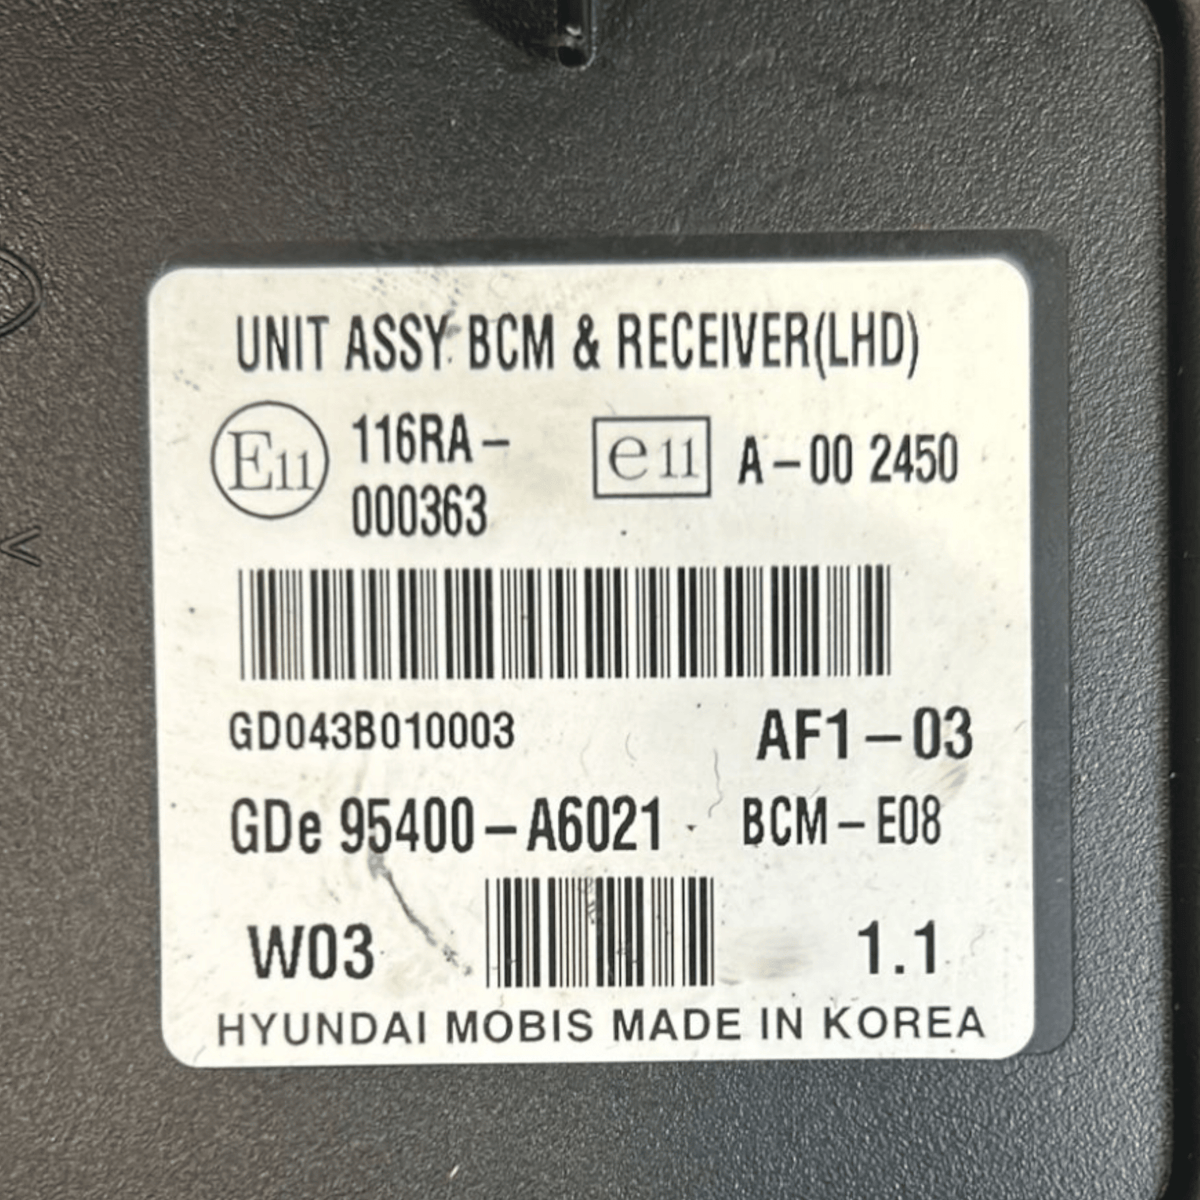 UNIT ASSY BCM & RECEIVER(LHD)
E11 116RA-000363 e11 A-00 2450
GD043B010003 AF1-03
GDe 95400-A6021 BCM-E08
W03 1.1
HYUNDAI MOBIS MADE IN KOREA